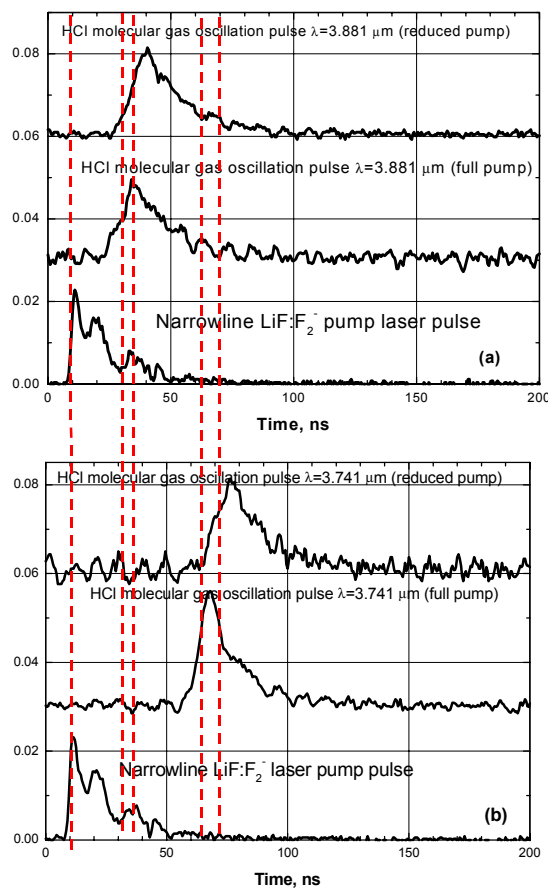 HCl molecular gas oscillation pulse λ=3.881 μm (reduced pump)
0.08
0.06
HCl molecular gas oscillation pulse λ=3.881 μm (full pump)
0.04
0.02
Narrowline LiF:F₂⁻ pump laser pulse
(a)
0.00
0 50 100 150 200
Time, ns
HCl molecular gas oscillation pulse λ=3.741 μm (reduced pump)
0.08
0.06
HCl molecular gas oscillation pulse λ=3.741 μm (full pump)
0.04
0.02
Narrowline LiF:F₂⁻ laser pump pulse
(b)
0.00
0 50 100 150 200
Time, ns